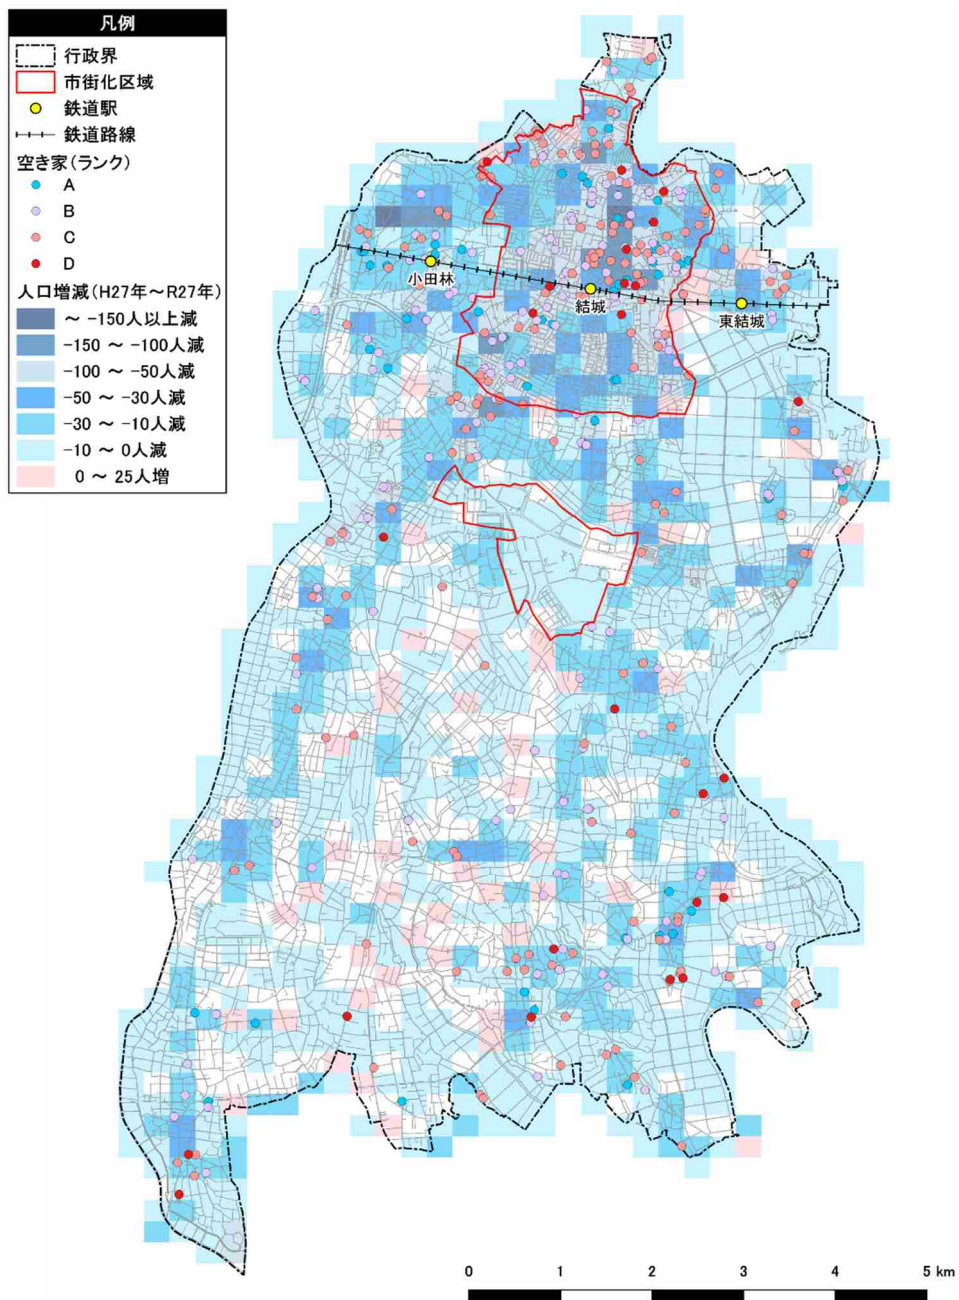 凡例
行政界
市街化区域
鉄道駅
鉄道路線
空き家(ランク)
A
B
C
D
人口増減(H27年～R27年)
～ -150人以上減
-150 ～ -100人減
-100 ～ -50人減
-50 ～ -30人減
-30 ～ -10人減
-10 ～ 0人減
0 ～ 25人増
小田林
結城
東結城
0 1 2 3 4 5 km